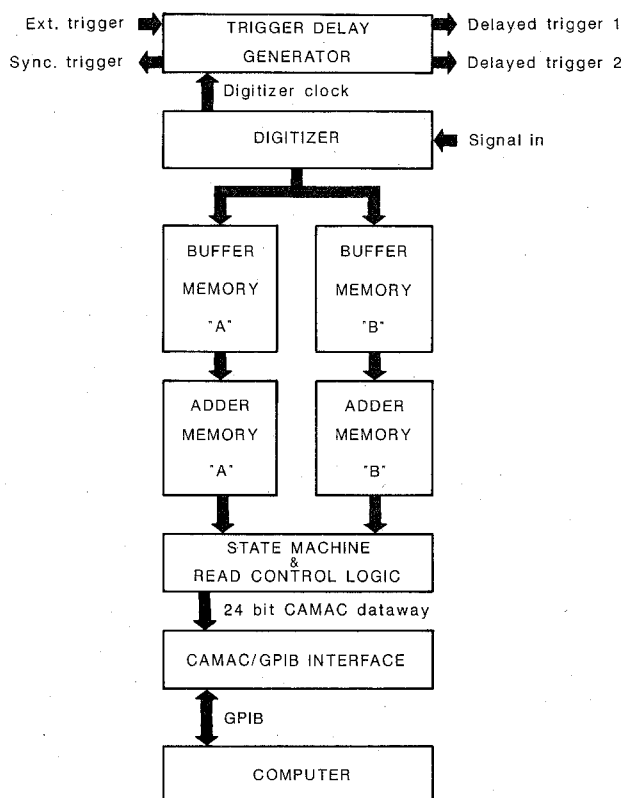 Ext. trigger
TRIGGER DELAY
GENERATOR
Delayed trigger 1
Sync. trigger
Delayed trigger 2
Digitizer clock
DIGITIZER
Signal in
BUFFER
MEMORY
"A"
BUFFER
MEMORY
"B"
ADDER
MEMORY
"A"
ADDER
MEMORY
"B"
STATE MACHINE
&
READ CONTROL LOGIC
24 bit CAMAC dataway
CAMAC/GPIB INTERFACE
GPIB
COMPUTER